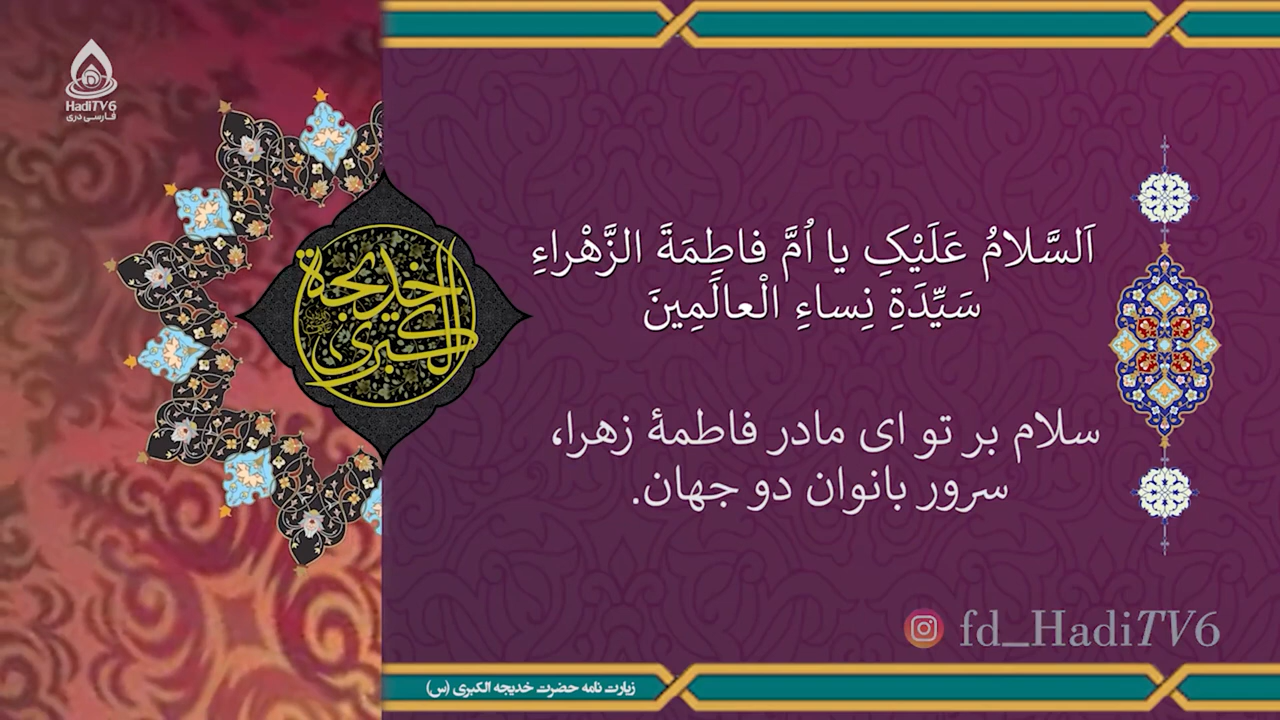 HadiTV6
فارسی دری
خدیجة
الکبری
اَلسَّلامُ عَلَيْکِ يا اُمَّ فاطِمَةَ الزَّهْراءِ
سَيِّدَةِ نِساءِ الْعالَمِينَ
سلام بر تو ای مادر فاطمهٔ زهرا،
سرور بانوان دو جهان.
fd_HadiTV6
زیارت نامه حضرت خدیجه الکبری (س)